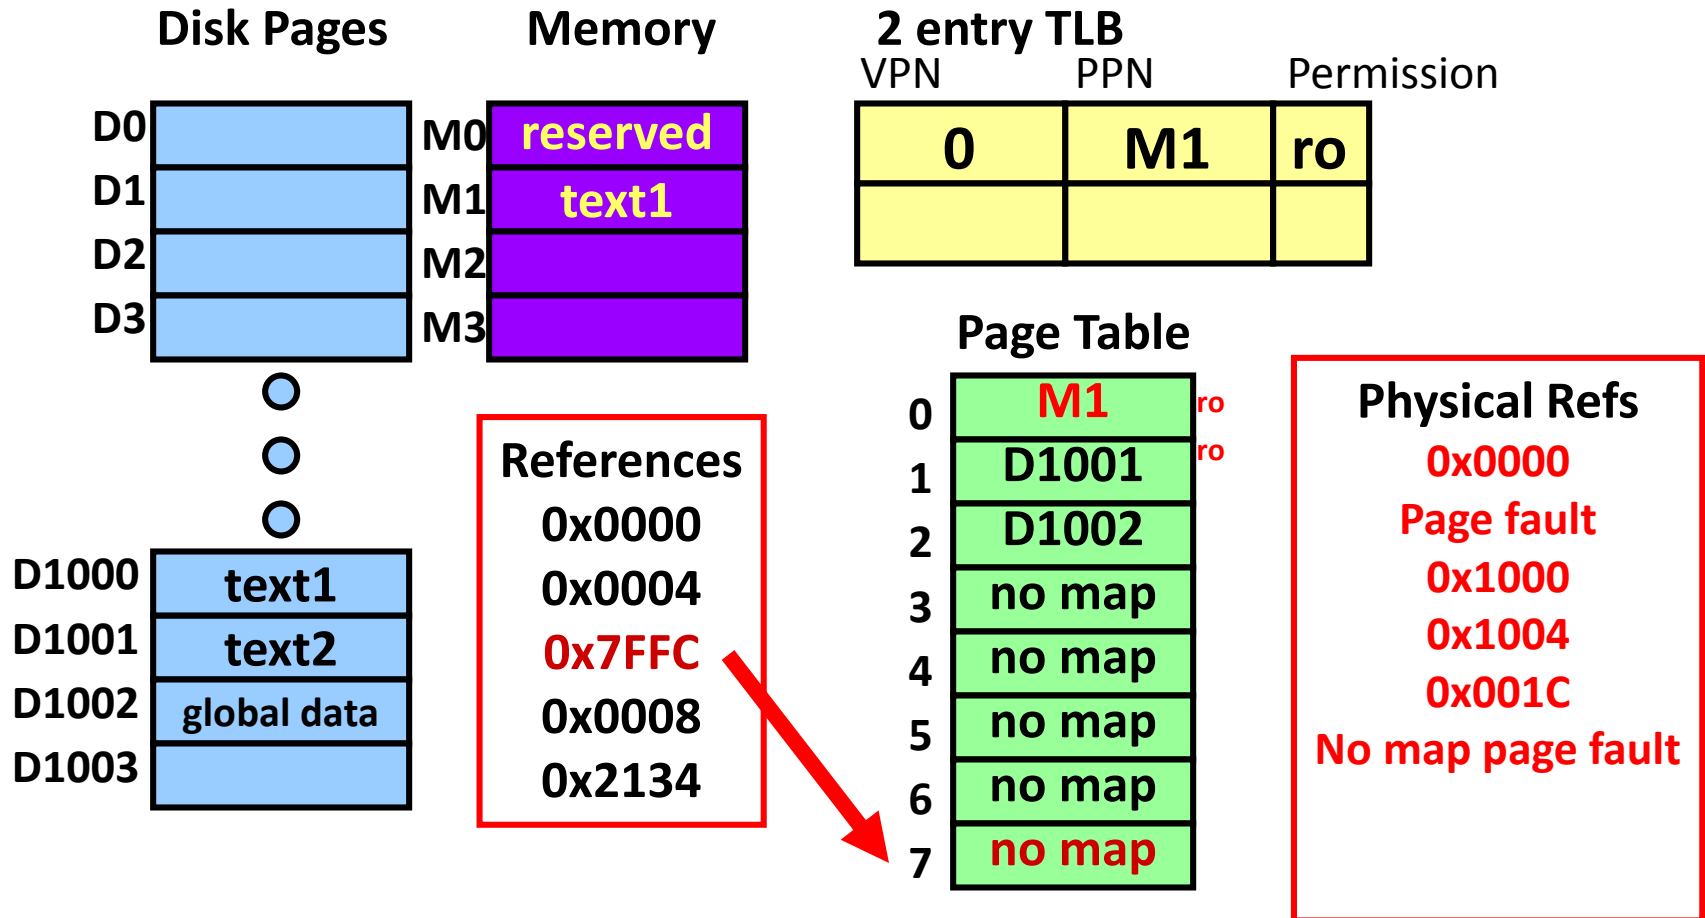 Disk Pages
D0
D1
D2
D3
D1000 text1
D1001 text2
D1002 global data
D1003
Memory
M0 reserved
M1 text1
M2
M3
2 entry TLB
VPN PPN Permission
0 M1 ro
References
0x0000
0x0004
0x7FFC
0x0008
0x2134
Page Table
0 M1 ro
1 D1001 ro
2 D1002
3 no map
4 no map
5 no map
6 no map
7 no map
Physical Refs
0x0000
Page fault
0x1000
0x1004
0x001C
No map page fault